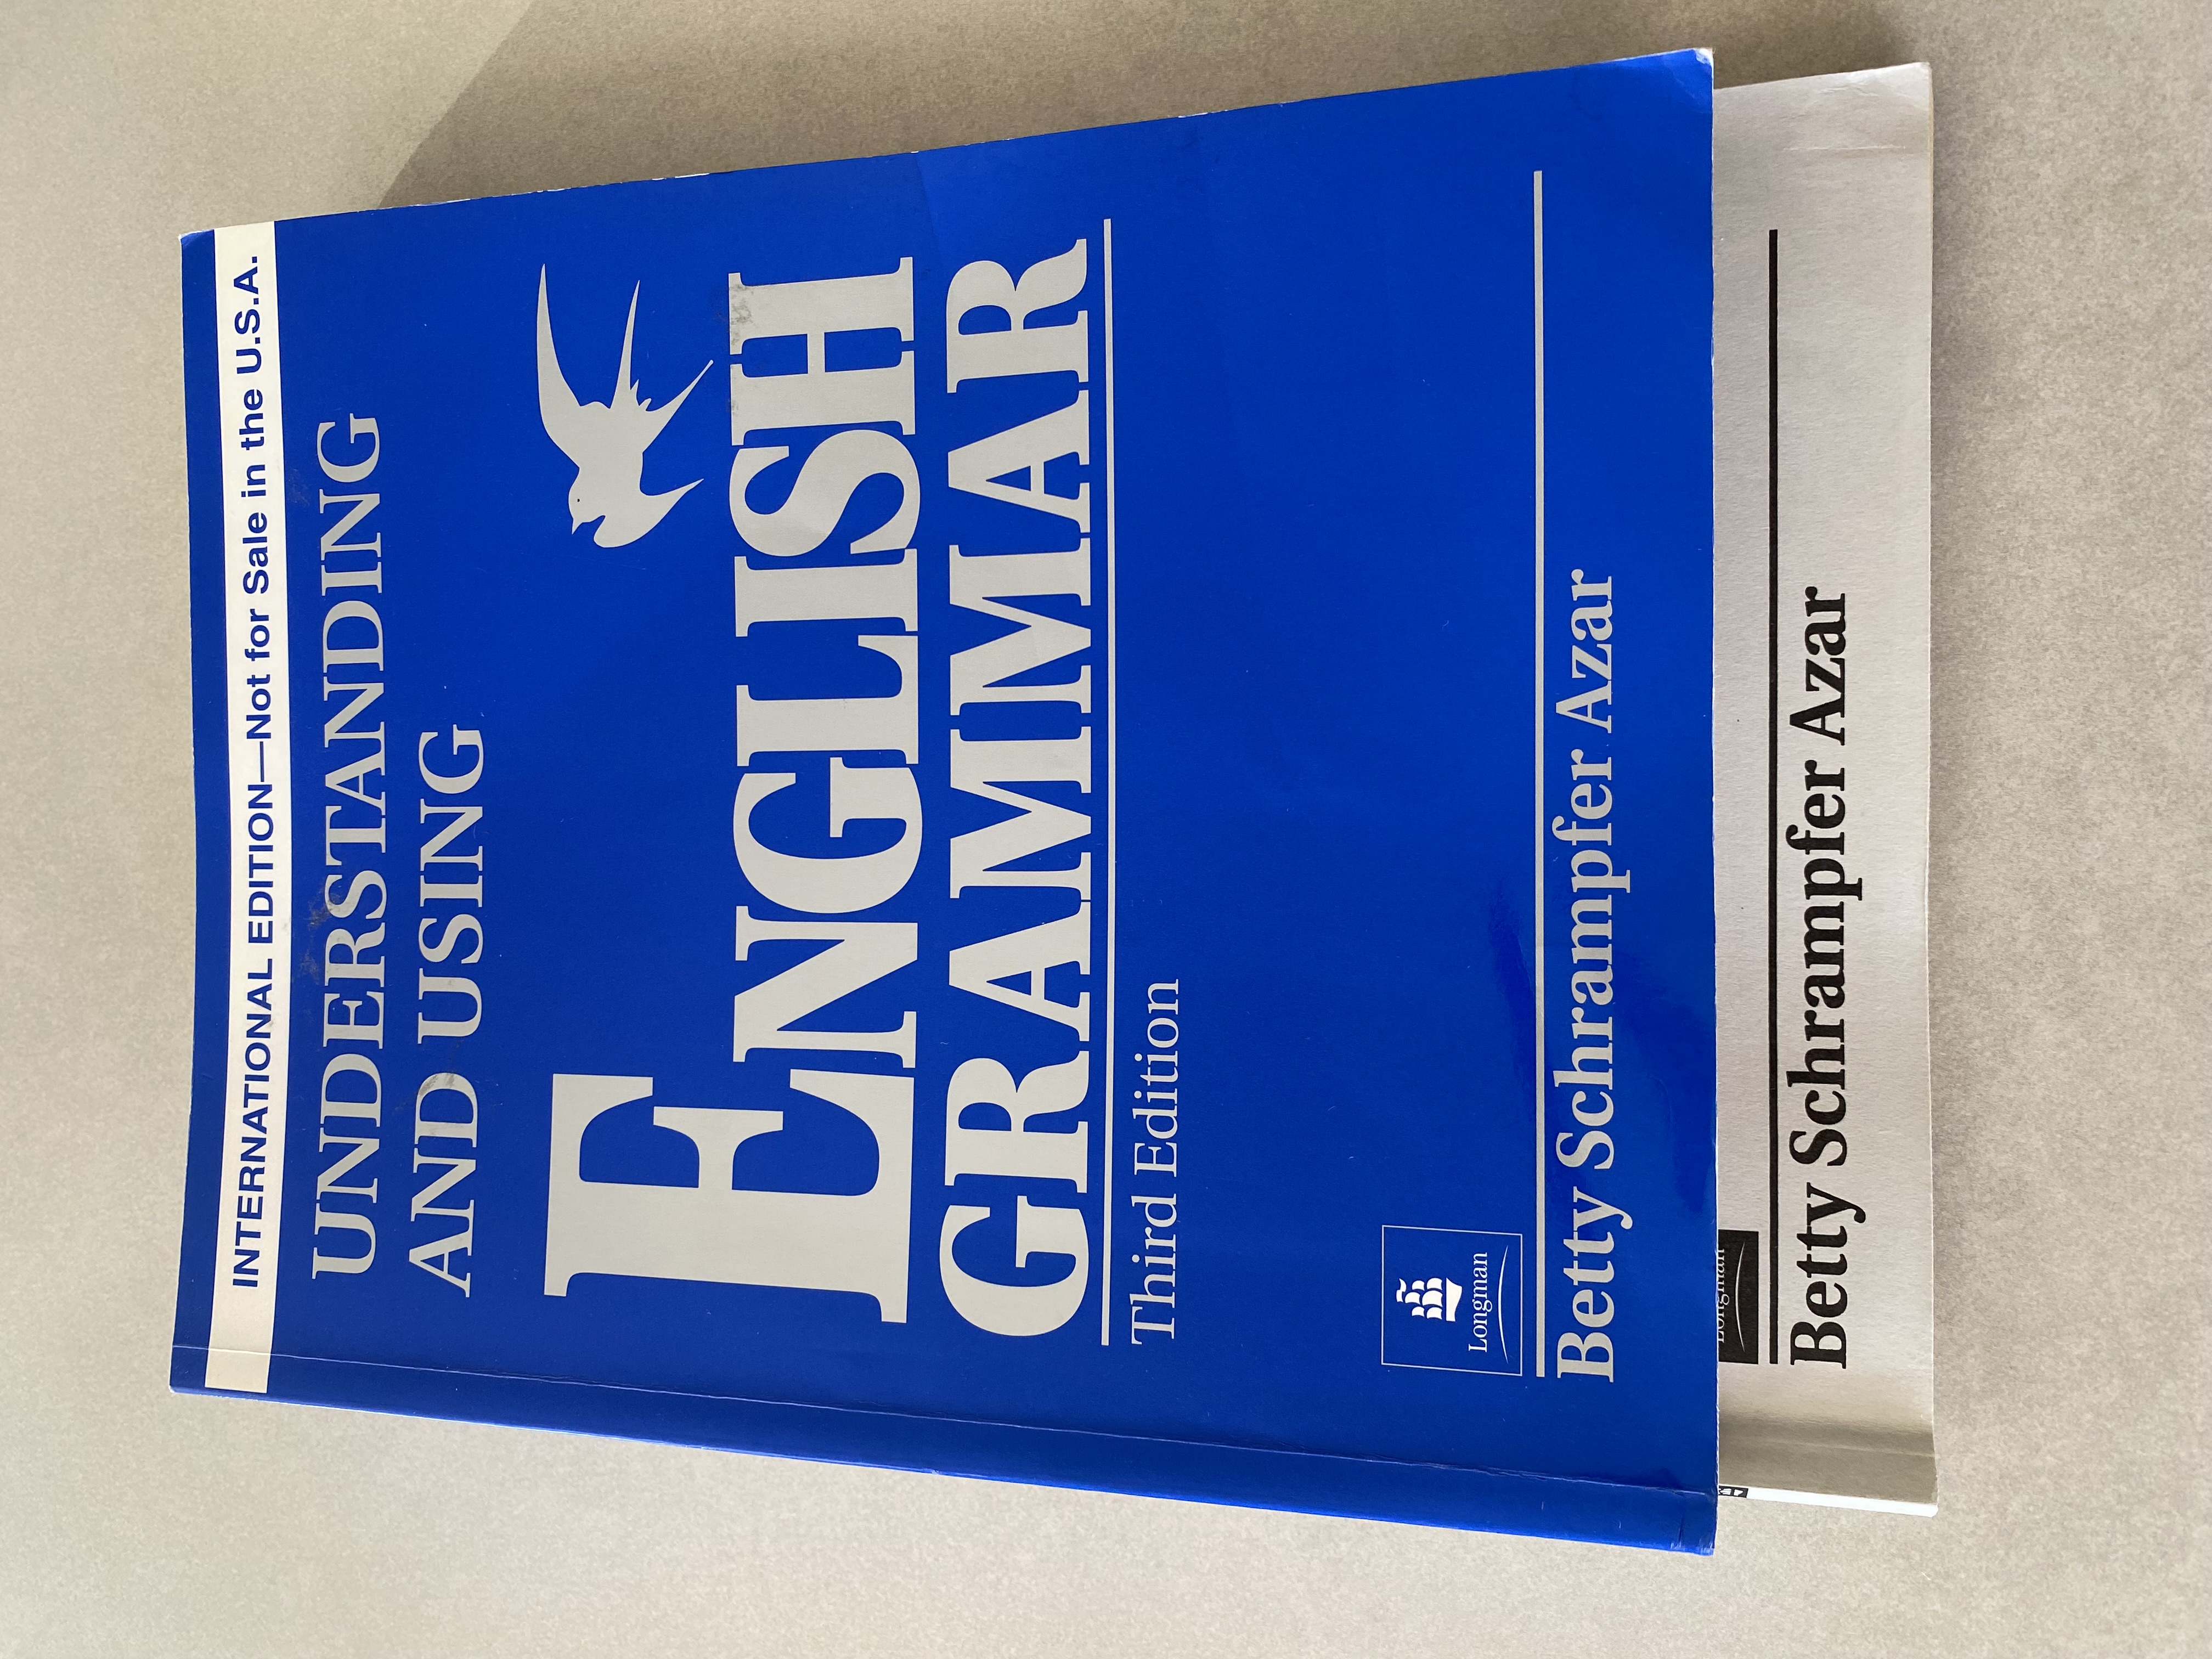 INTERNATIONAL EDITION—Not for Sale in the U.S.A.
UNDERSTANDING
AND USING
ENGLISH
GRAMMAR
Third Edition
Longman
Betty Schrampfer Azar
Longman
Betty Schrampfer Azar